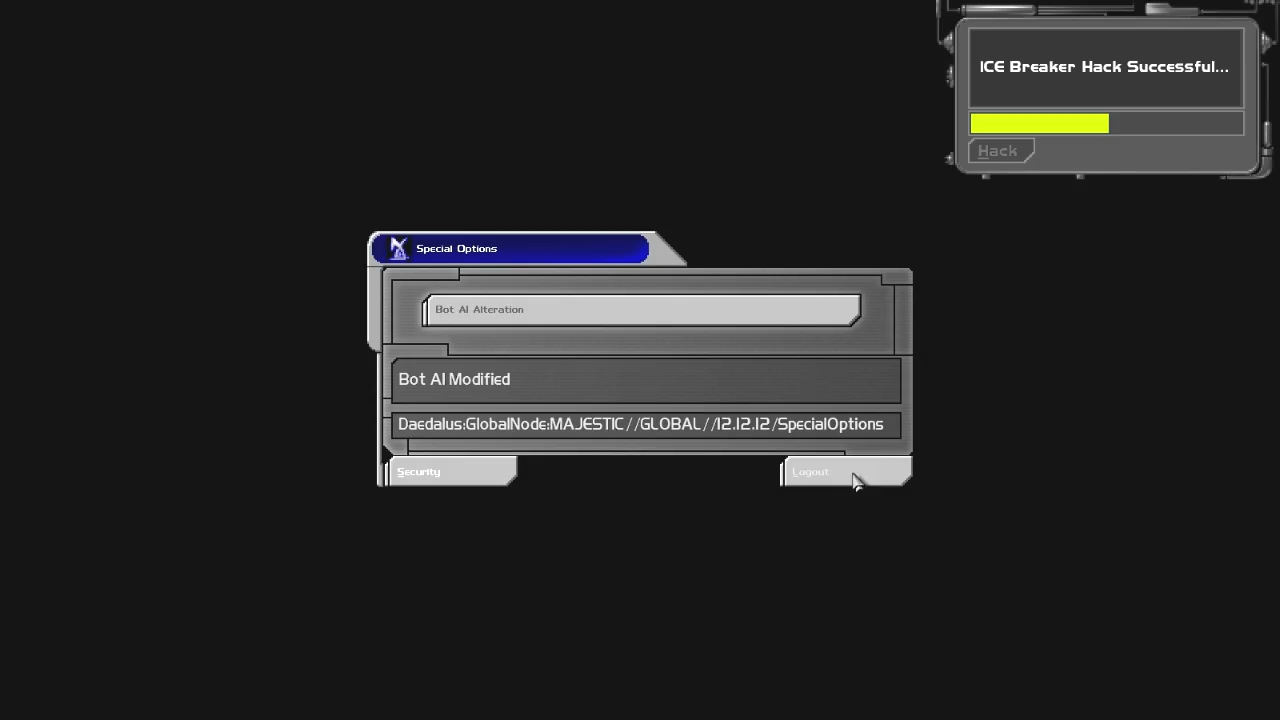 ICE Breaker Hack Successful...
Hack
Special Options
Bot AI Alteration
Bot AI Modified
Daedalus:GlobalNode:MAJESTIC//GLOBAL//12.12.12/SpecialOptions
Security
Logout